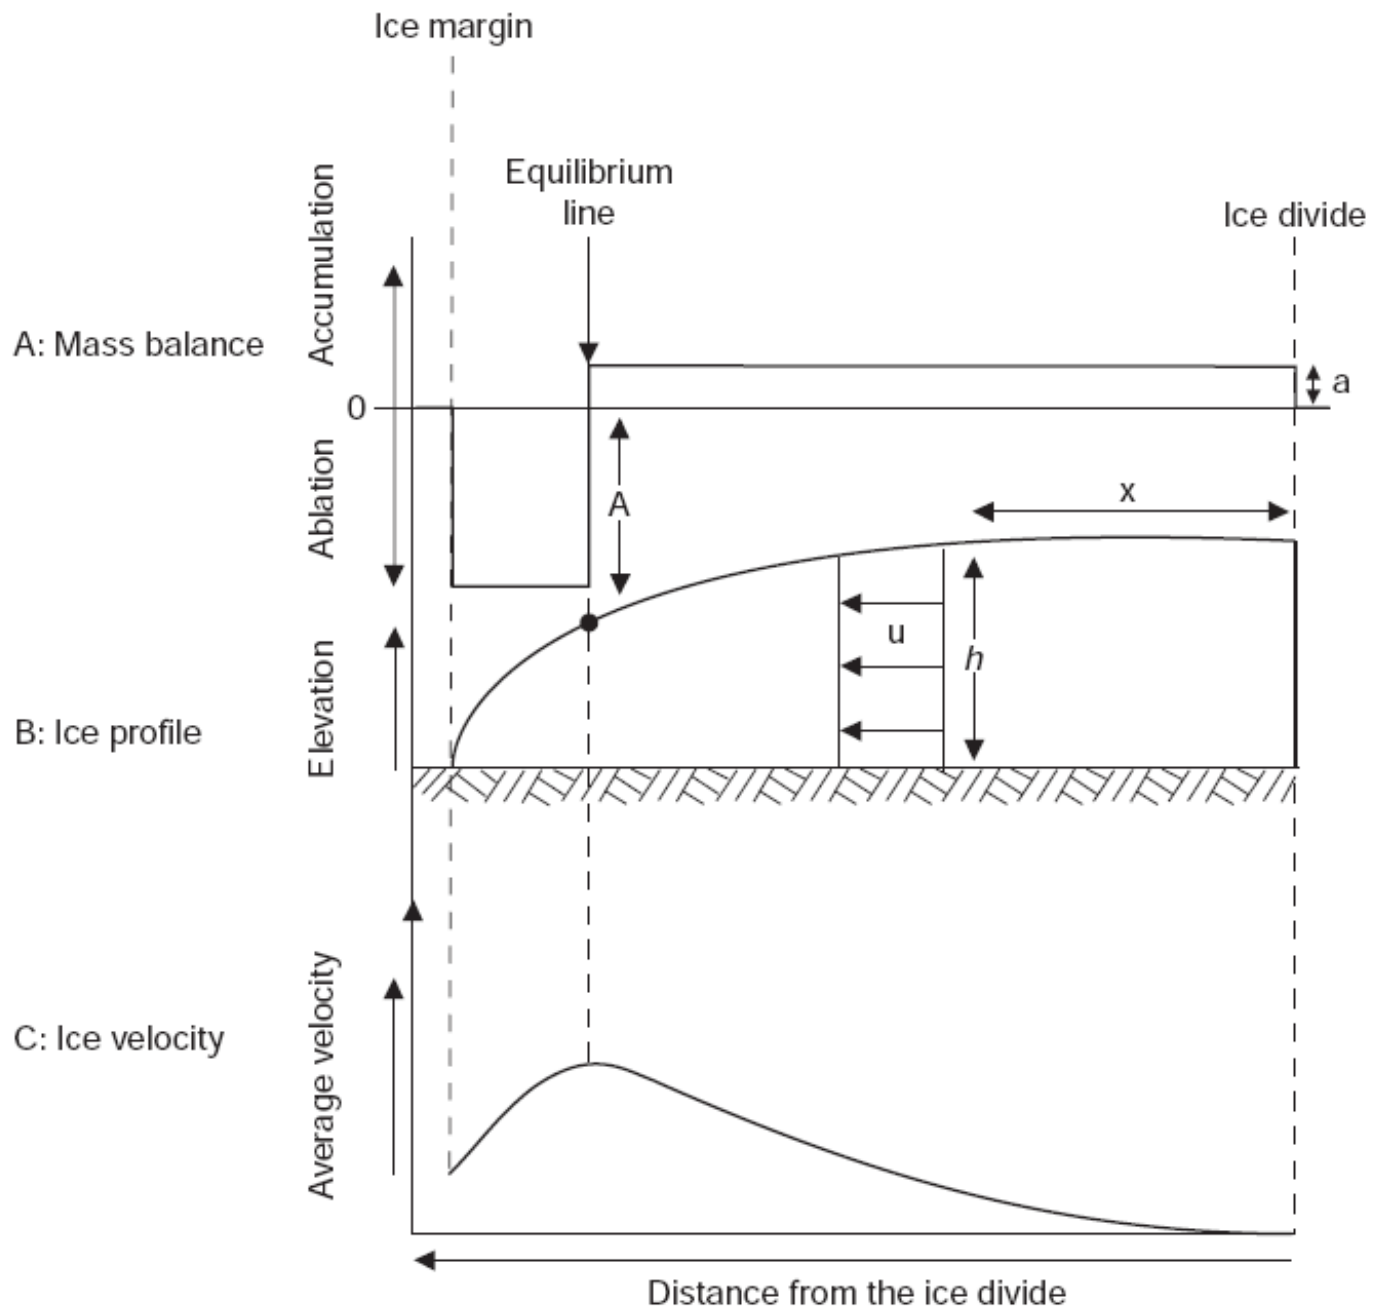 Ice margin
Equilibrium
line
Ice divide
Accumulation
A: Mass balance
a
0
Ablation
A
x
u
h
Elevation
B: Ice profile
Average velocity
C: Ice velocity
Distance from the ice divide